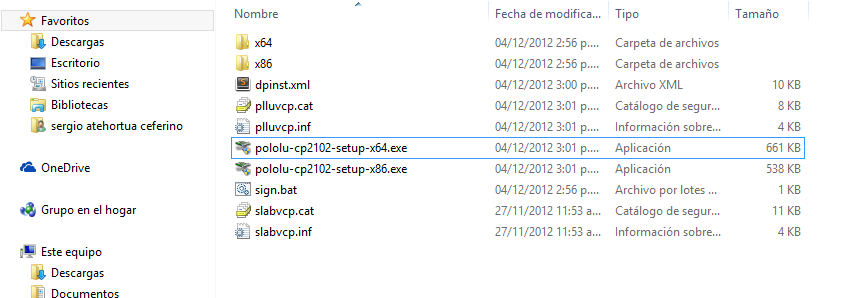 Nombre Fecha de modifica... Tipo Tamaño
Favoritos
Descargas
Escritorio
Sitios recientes
Bibliotecas
sergio atehortua ceferino
OneDrive
Grupo en el hogar
Este equipo
Descargas
Documentos
x64 04/12/2012 2:56 p.... Carpeta de archivos
x86 04/12/2012 2:56 p.... Carpeta de archivos
dpinst.xml 04/12/2012 3:00 p.... Archivo XML 10 KB
plluvcp.cat 04/12/2012 3:01 p.... Catálogo de segur... 8 KB
plluvcp.inf 04/12/2012 3:01 p.... Información sobre... 4 KB
pololu-cp2102-setup-x64.exe 04/12/2012 3:01 p.... Aplicación 661 KB
pololu-cp2102-setup-x86.exe 04/12/2012 3:01 p.... Aplicación 538 KB
sign.bat 04/12/2012 2:56 p.... Archivo por lotes ... 1 KB
slabvcp.cat 27/11/2012 11:53 a... Catálogo de segur... 11 KB
slabvcp.inf 27/11/2012 11:53 a... Información sobre... 4 KB